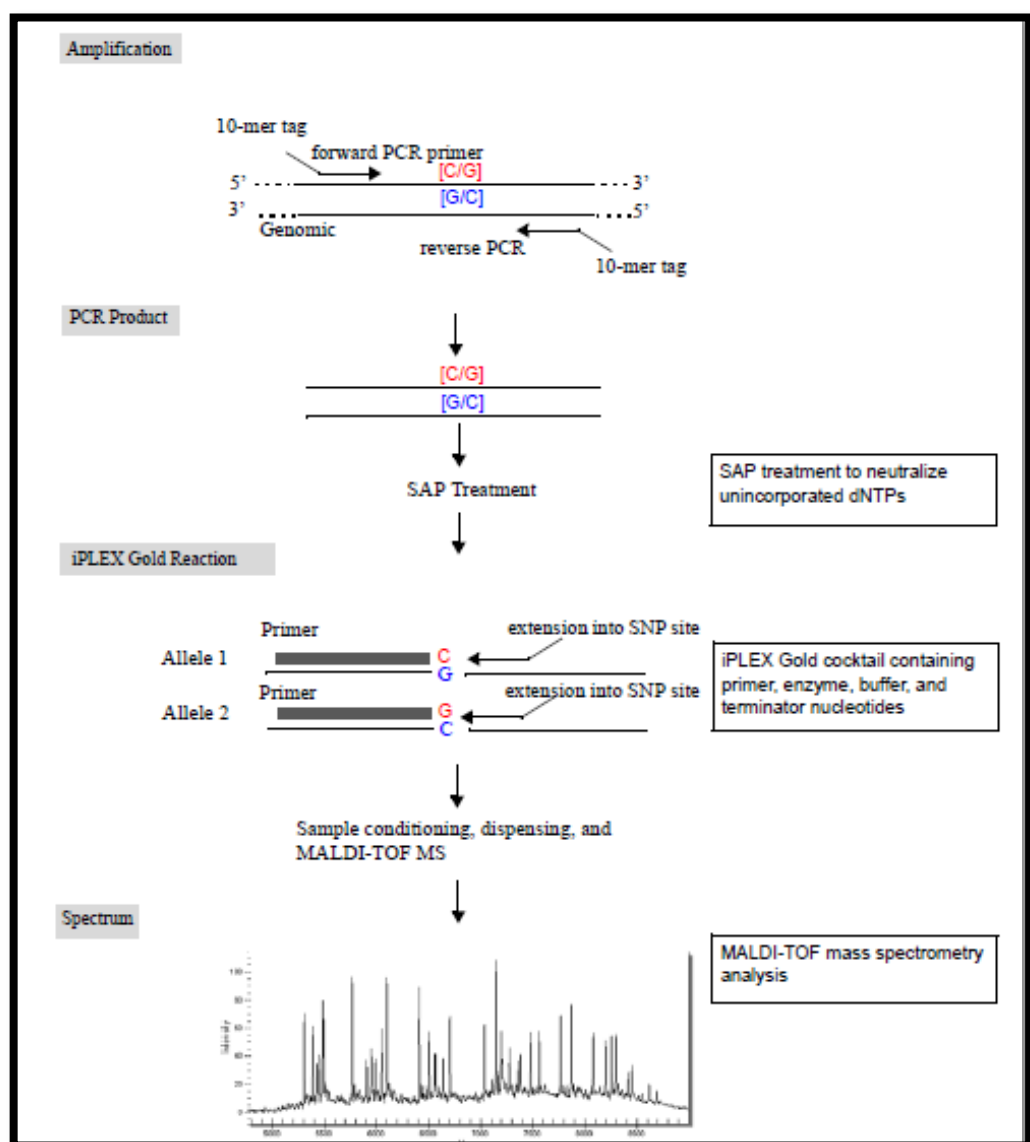 Amplification
10-mer tag
forward PCR primer
[C/G]
5’
3’
[G/C]
3’
5’
Genomic
reverse PCR
10-mer tag
PCR Product
[C/G]
[G/C]
SAP Treatment
SAP treatment to neutralize
unincorporated dNTPs
iPLEX Gold Reaction
Primer
extension into SNP site
Allele 1
C
G
Primer
extension into SNP site
Allele 2
G
C
iPLEX Gold cocktail containing
primer, enzyme, buffer, and
terminator nucleotides
Sample conditioning, dispensing, and
MALDI-TOF MS
Spectrum
MALDI-TOF mass spectrometry
analysis